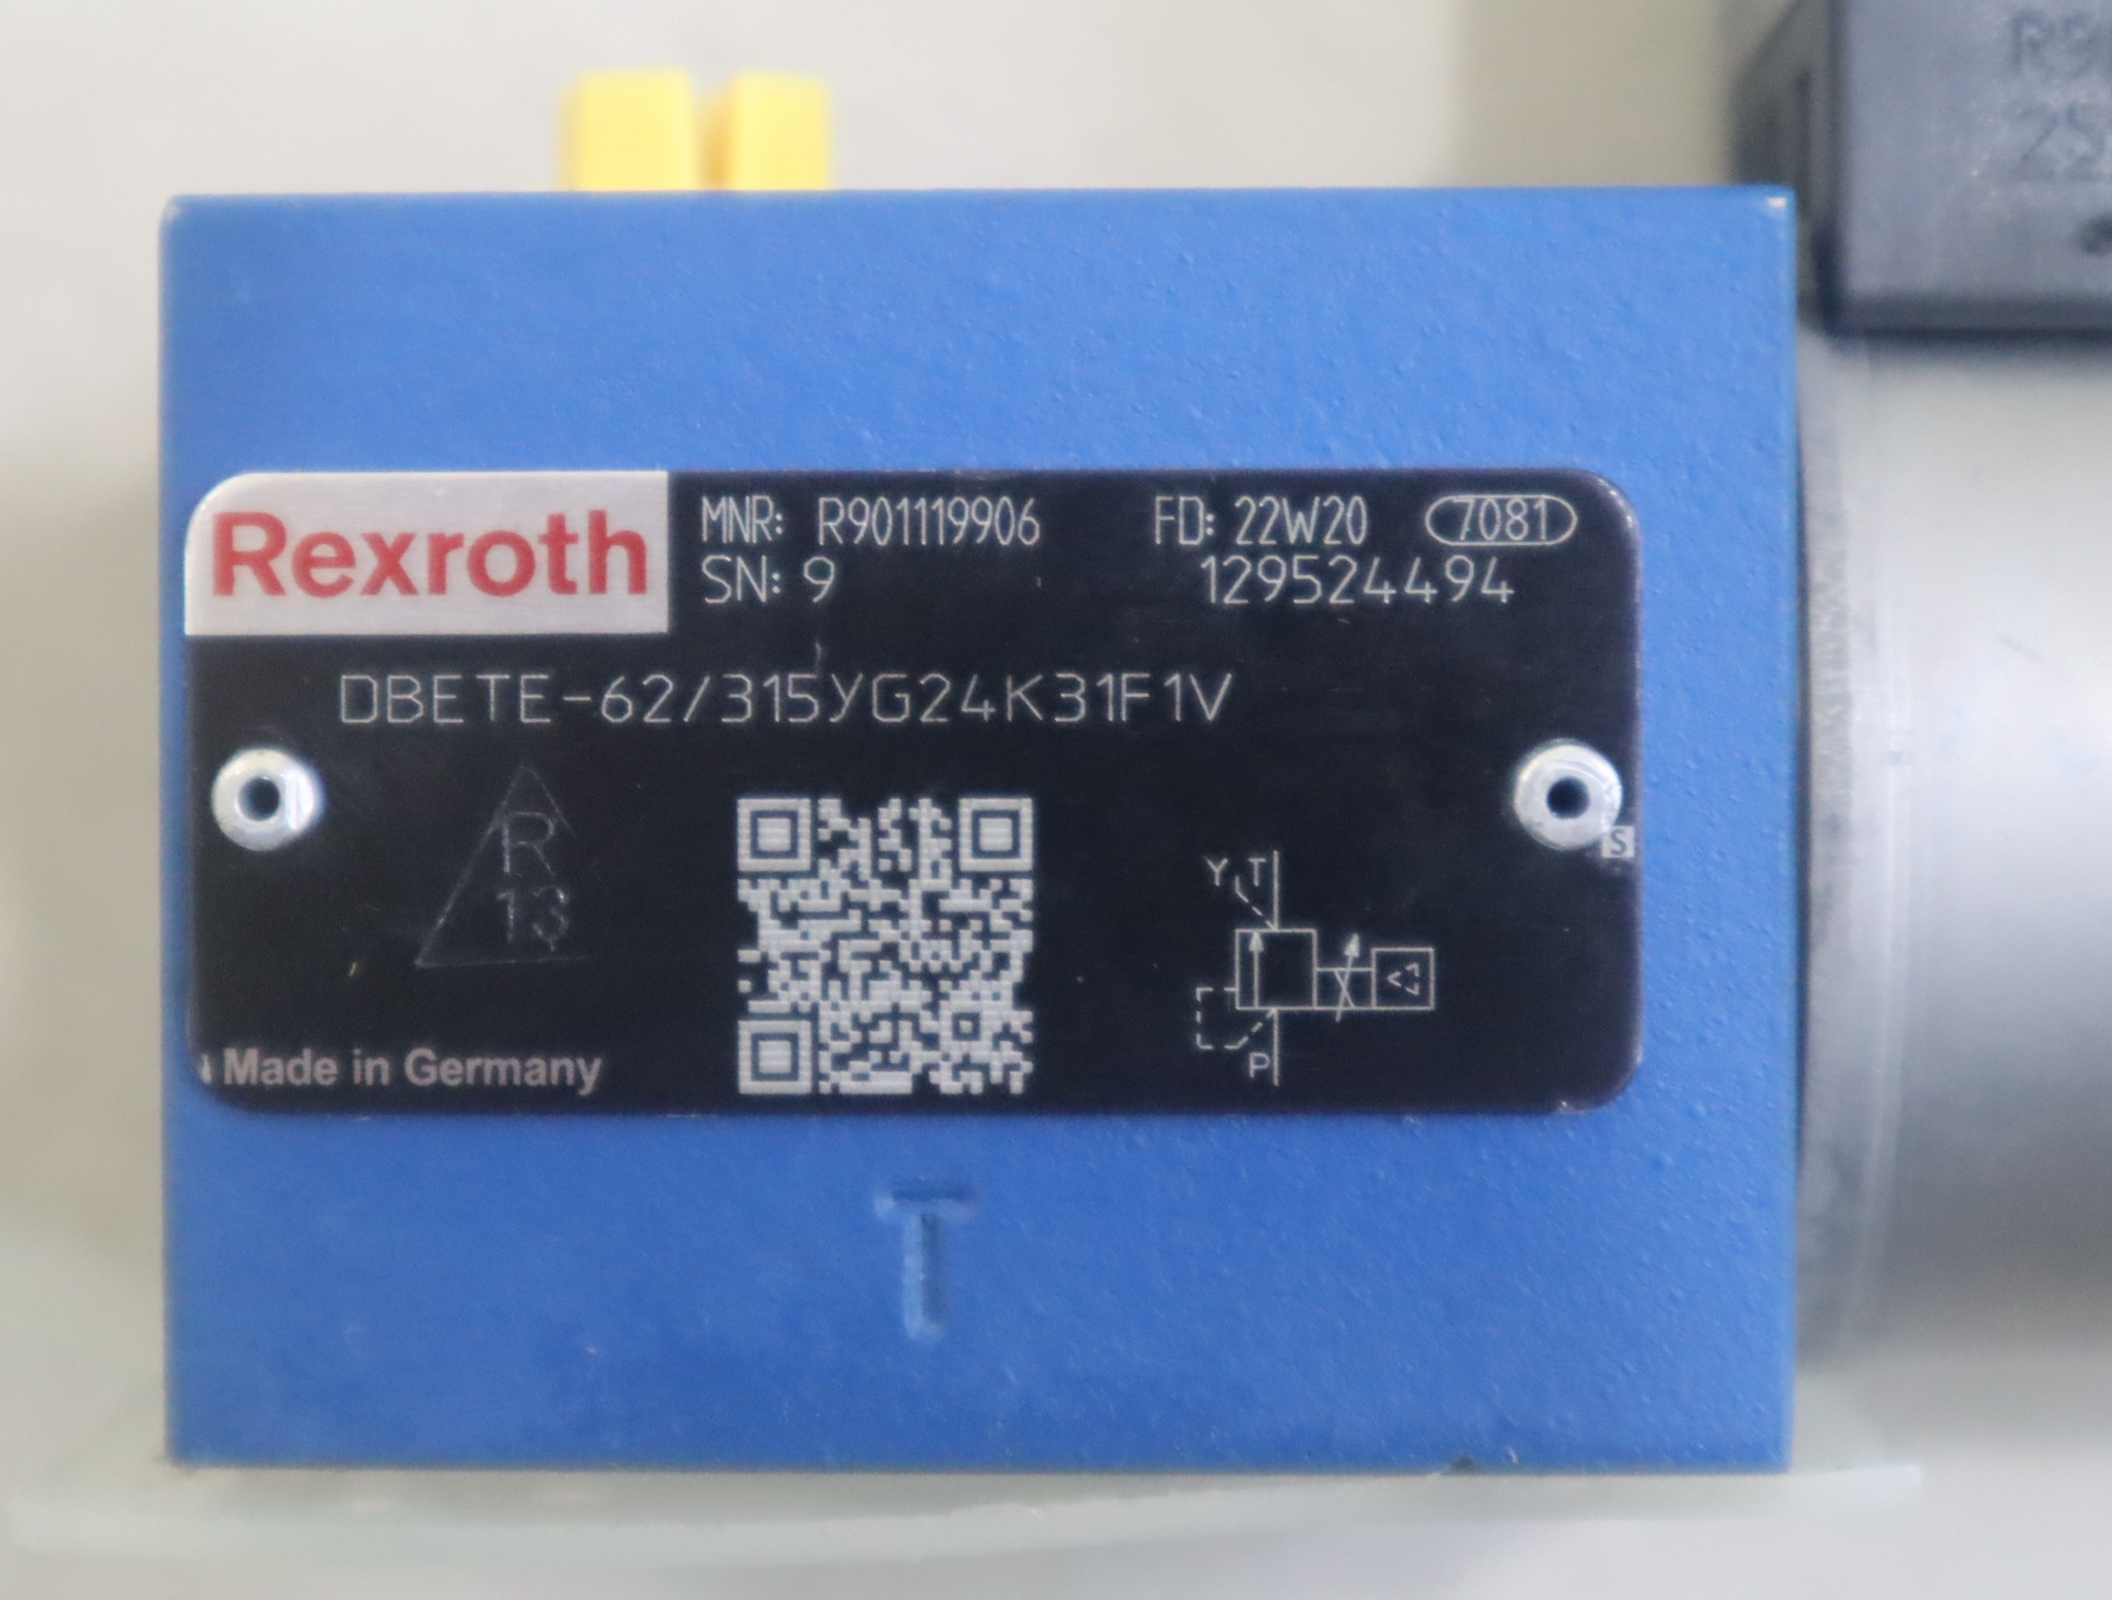 Rexroth
MNR: R901119906 FD: 22W20 7081
SN: 9 129524494
DBETE-62/315YG24K31F1V
R
13
S
Y T
P
Made in Germany
T